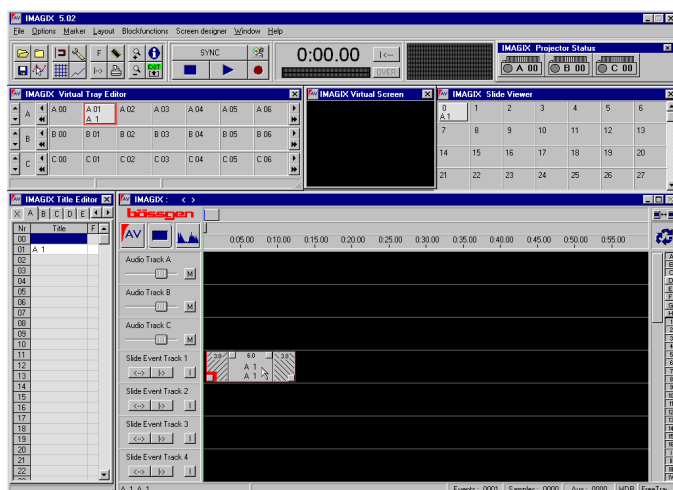 IMAGIX 5.02
File Options Marker Layout Blockfunctions Screen designer Window Help
F
SYNC
EXIT
0:00.00
OVER
IMAGIX Projector Status
A 00 B 00 C 00
IMAGIX Virtual Tray Editor
A A 00 A 01 A 02 A 03 A 04 A 05 A 06
A 1
B B 00 B 01 B 02 B 03 B 04 B 05 B 06
C C 00 C 01 C 02 C 03 C 04 C 05 C 06
IMAGIX Virtual Screen
IMAGIX Slide Viewer
0 1 2 3 4 5 6
A 1
7 8 9 10 11 12 13
14 15 16 17 18 19 20
21 22 23 24 25 26 27
IMAGIX Title Editor
X A B C D E
Nr Title F
00
01 A 1
02
03
04
05
06
07
08
09
10
11
12
13
14
15
16
17
18
19
20
21
22
IMAGIX : < >
bässgen
AV
0:05.00 0:10.00 0:15.00 0:20.00 0:25.00 0:30.00 0:35.00 0:40.00 0:45.00 0:50.00 0:55.00
Audio Track A
M
Audio Track B
M
Audio Track C
M
Slide Event Track 1
I
3.0 6.0 3.0
A 1
A 1
Slide Event Track 2
I
Slide Event Track 3
I
Slide Event Track 4
I
A 1 A 1
Events: 0001 Samples: 0000 Aux: 0000 HDR FreeTray